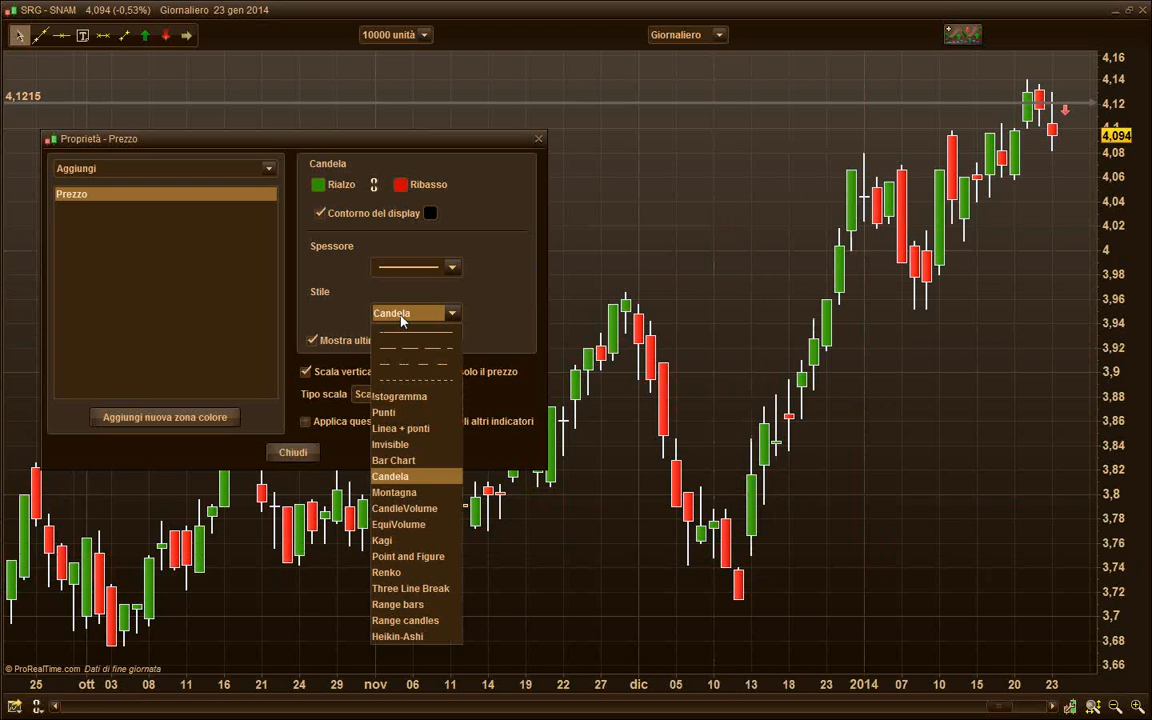 SRG - SNAM 4,094 (-0,53%) Giornaliero 23 gen 2014
T 10000 unità Giornaliero
4,16
4,14
4,1215
4,12
4,1
4,094
4,08
4,06
4,04
4,02
4
3,98
3,96
3,94
3,92
3,9
3,88
3,86
3,84
3,82
3,8
3,78
3,76
3,74
3,72
3,7
3,68
3,66
Proprietà - Prezzo
Aggiungi
Prezzo
Aggiungi nuova zona colore
Candela
Rialzo Ribasso
Contorno del display
Spessore
Stile
Candela
Mostra ulti
Scala vertica solo il prezzo
Tipo scala Sca
Applica ques li altri indicatori
Chiudi
Istogramma
Punti
Linea + ponti
Invisible
Bar Chart
Candela
Montagna
CandleVolume
EquiVolume
Kagi
Point and Figure
Renko
Three Line Break
Range bars
Range candles
Heikin-Ashi
© ProRealTime.com Dati di fine giornata
25 ott 03 08 11 16 21 24 29 nov 06 11 14 19 22 27 dic 05 10 13 18 23 2014 07 10 15 20 23